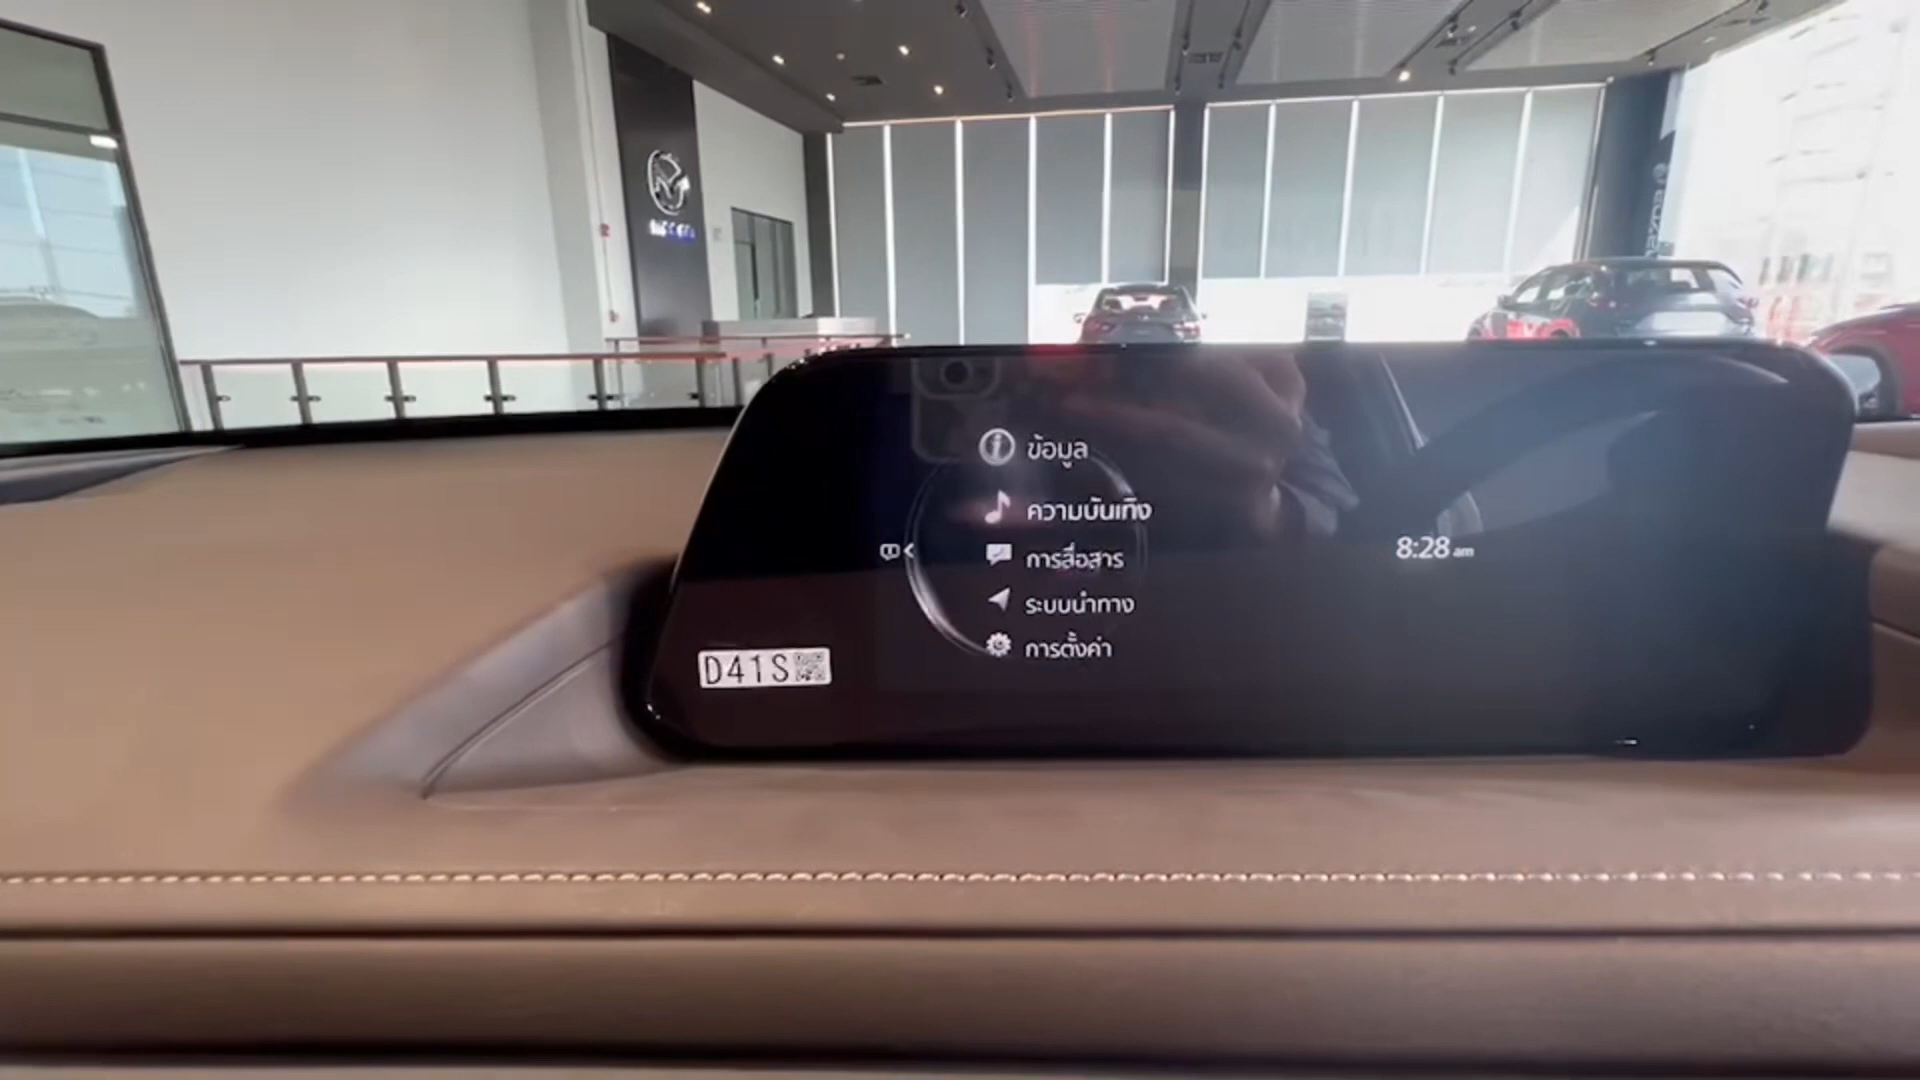 ข้อมูล
ความบันเทิง
การสื่อสาร
ระบบนำทาง
การตั้งค่า
8:28 am
D41S